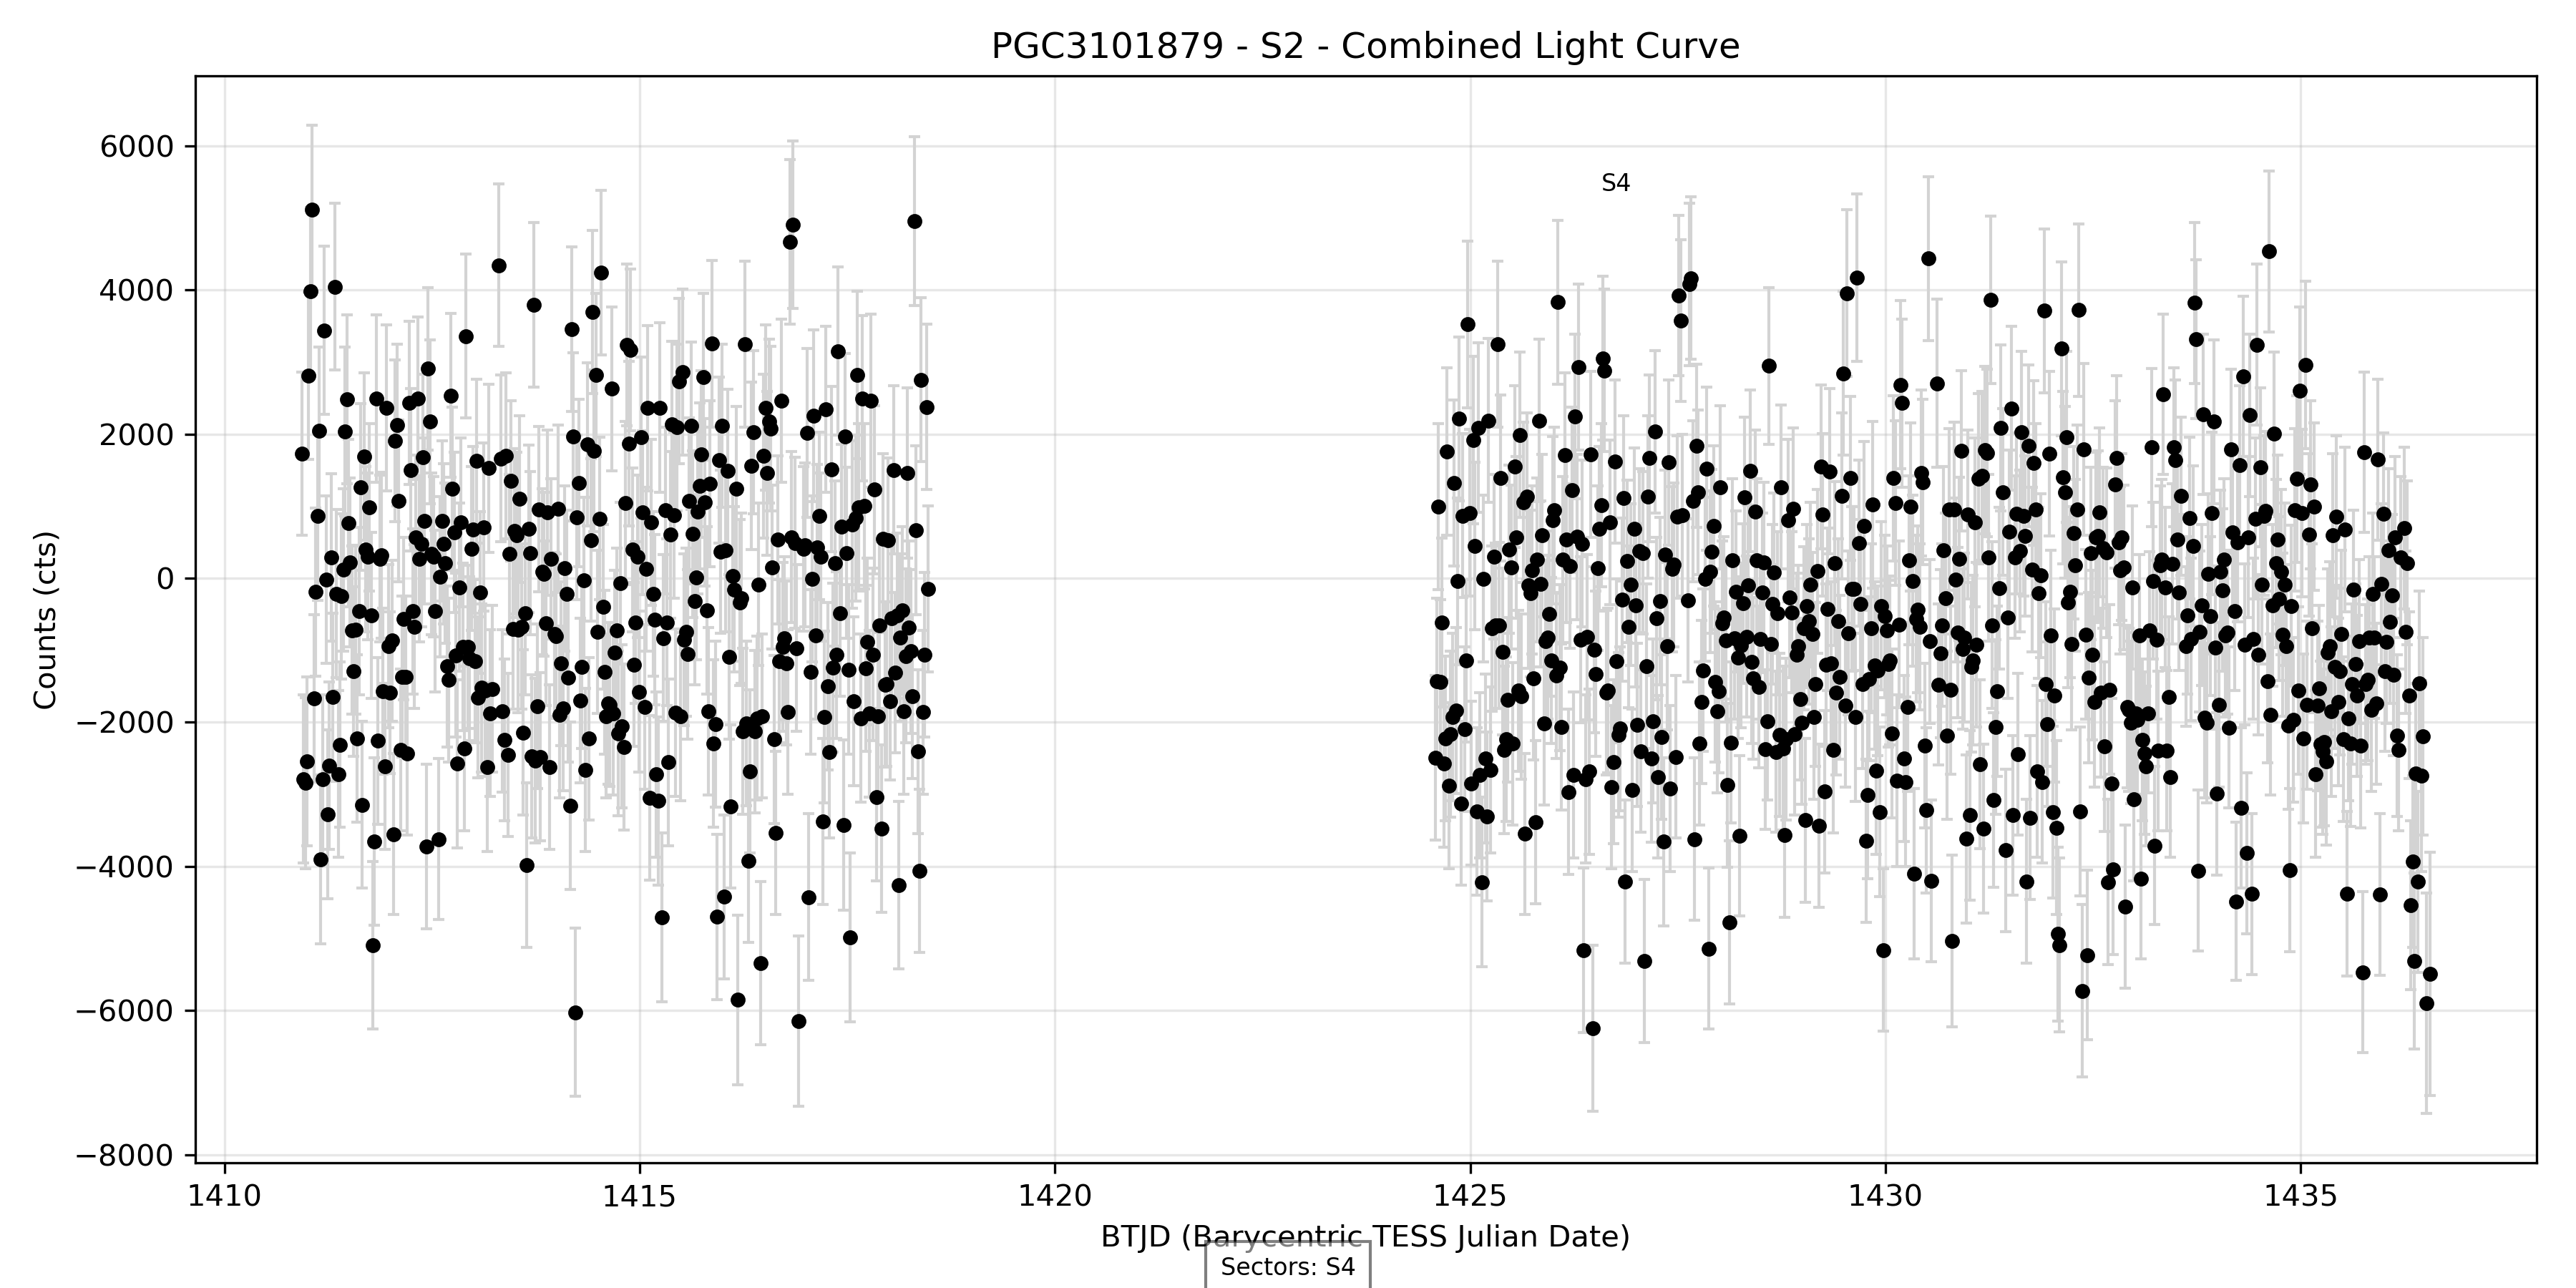 PGC3101879 - S2 - Combined Light Curve
6000
4000
2000
0
−2000
−4000
−6000
−8000
Counts (cts)
S4
1410
1415
1420
1425
1430
1435
BTJD (Barycentric TESS Julian Date)
Sectors: S4